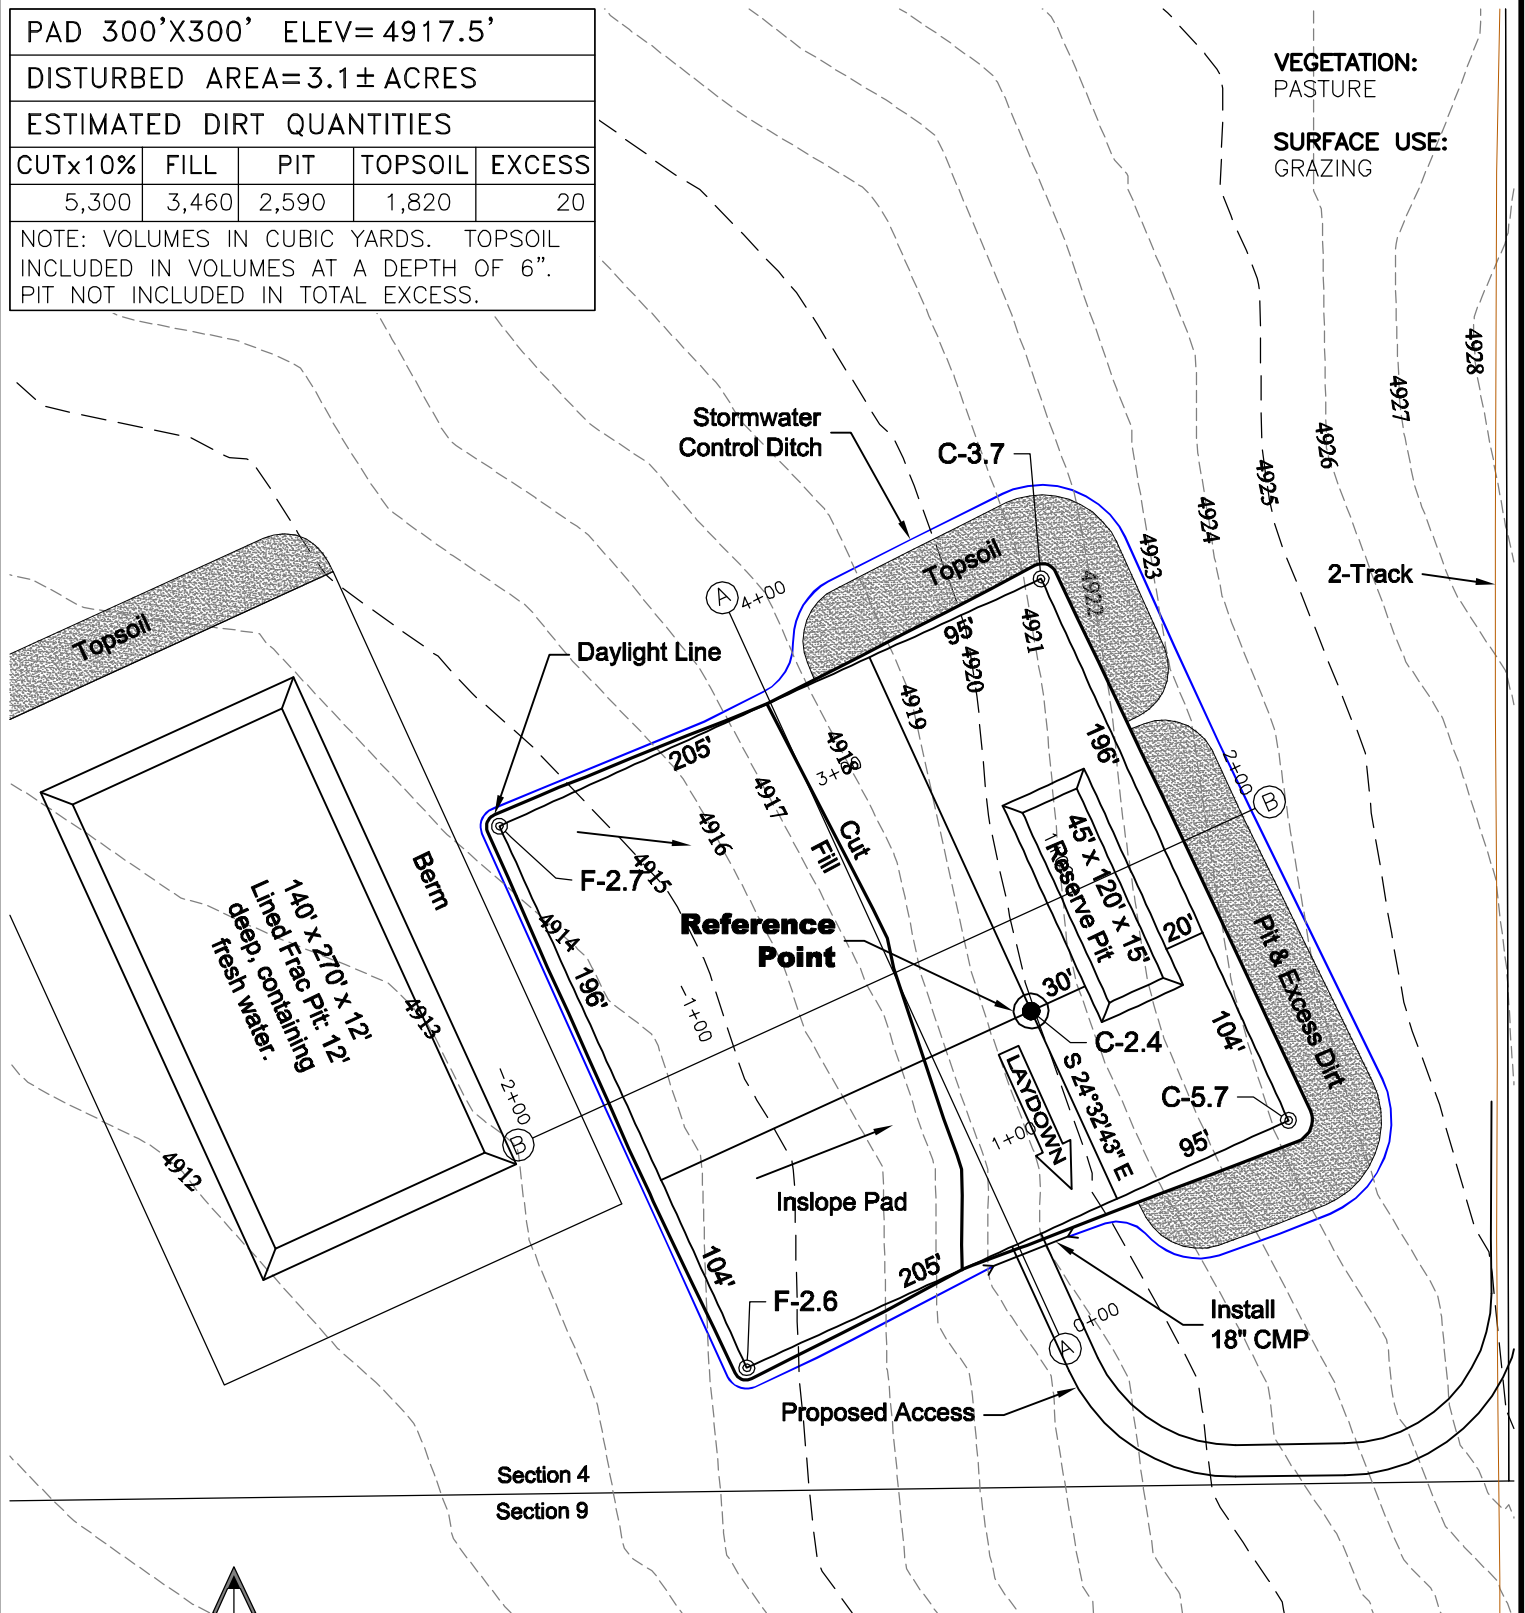 PAD 300'X300' ELEV= 4917.5'
DISTURBED AREA=3.1± ACRES
ESTIMATED DIRT QUANTITIES
CUTx10% FILL PIT TOPSOIL EXCESS
5,300 3,460 2,590 1,820 20
NOTE: VOLUMES IN CUBIC YARDS. TOPSOIL
INCLUDED IN VOLUMES AT A DEPTH OF 6".
PIT NOT INCLUDED IN TOTAL EXCESS.
VEGETATION:
PASTURE
SURFACE USE:
GRAZING
4928
4927
4926
4925
4924
4923
4922
4921
4920
4919
4918
4917
4916
4915
4914
4913
4912
Stormwater
Control Ditch
C-3.7
2-Track
Topsoil
Topsoil
A
4+00
95'
Daylight Line
205'
196'
3+00
2+00
B
Cut
Fill
45' x 120' x 15'
Reserve Pit
F-2.7
Reference
Point
20'
30'
Pit & Excess Dirt
Berm
140' x 270' x 12'
Lined Frac Pit: 12'
deep, containing
fresh water.
196'
-1+00
-2+00
B
C-2.4
104'
LAYDOWN
S 24°32'43" E
C-5.7
1+00
95'
Inslope Pad
104'
205'
F-2.6
0+00
A
Install
18" CMP
Proposed Access
Section 4
Section 9